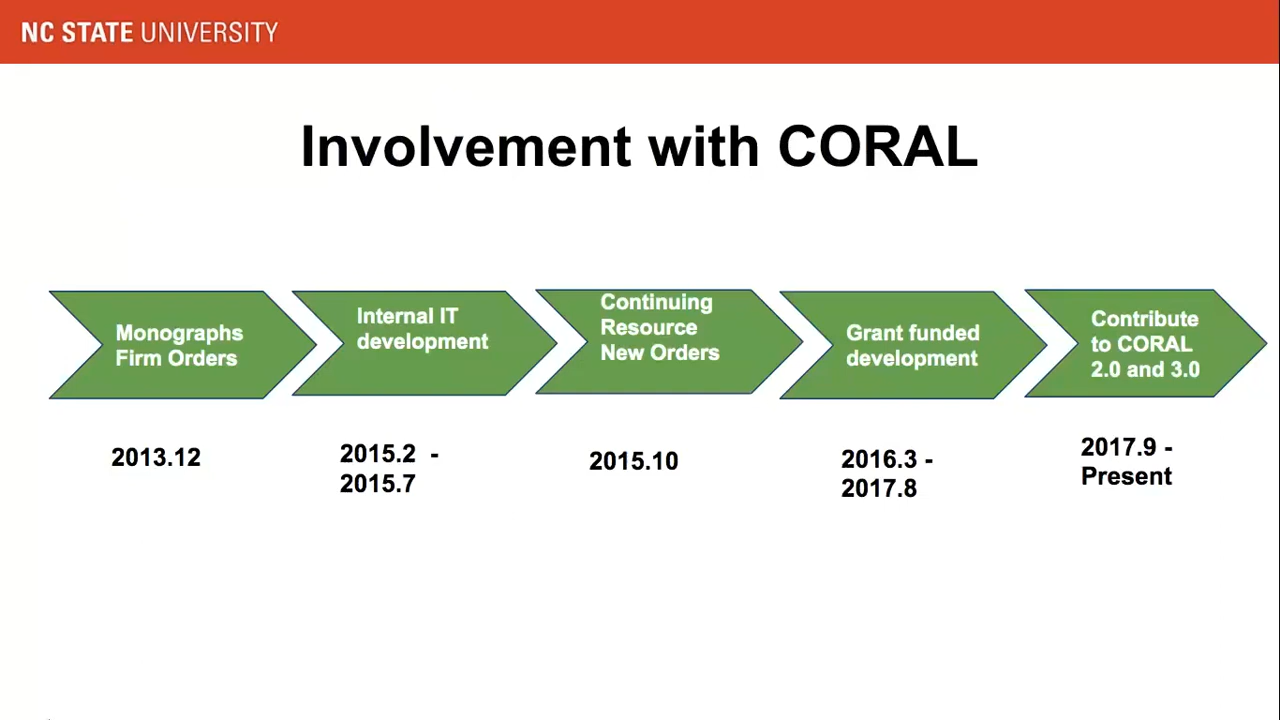 NC STATE UNIVERSITY
Involvement with CORAL
Monographs
Firm Orders
Internal IT
development
Continuing
Resource
New Orders
Grant funded
development
Contribute
to CORAL
2.0 and 3.0
2013.12
2015.2 -
2015.7
2015.10
2016.3 -
2017.8
2017.9 -
Present